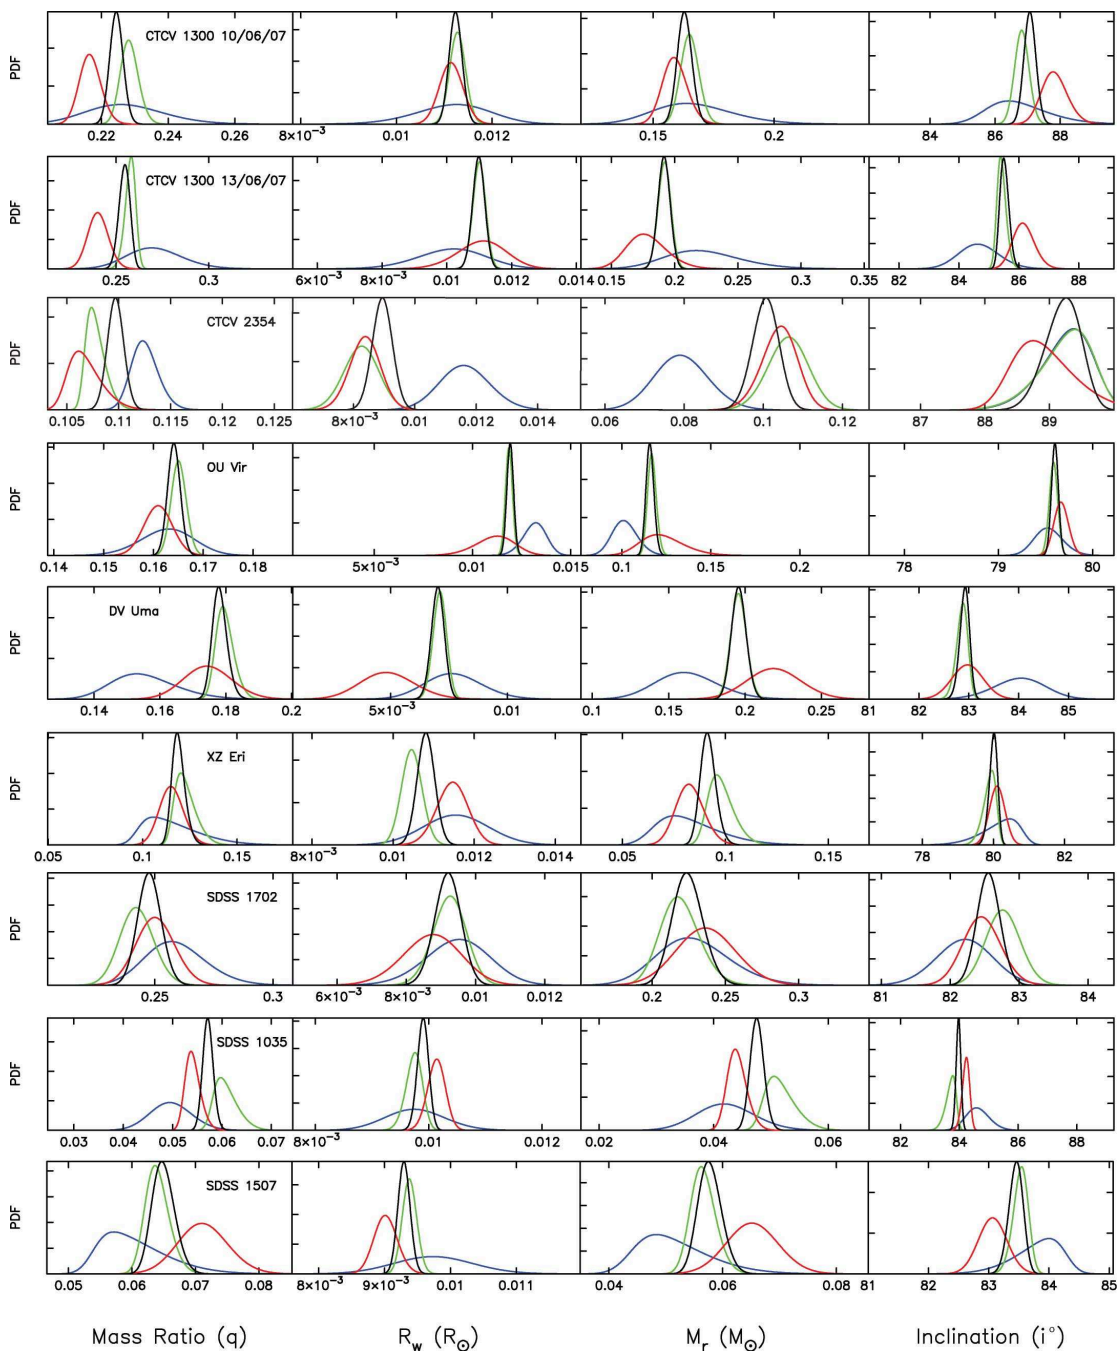 PDF
CTCV 1300 10/06/07
0.22 0.24 0.26 8×10⁻³ 0.01 0.012 0.15 0.2 84 86 88
PDF
CTCV 1300 13/06/07
0.25 0.3 6×10⁻³ 8×10⁻³ 0.01 0.012 0.014 0.15 0.2 0.25 0.3 0.35 82 84 86 88
PDF
CTCV 2354
0.105 0.11 0.115 0.12 0.125 8×10⁻³ 0.01 0.012 0.014 0.06 0.08 0.1 0.12 87 88 89
PDF
OU Vir
0.14 0.15 0.16 0.17 0.18 5×10⁻³ 0.01 0.015 0.1 0.15 0.2 78 79 80
PDF
DV Uma
0.14 0.16 0.18 0.2 5×10⁻³ 0.01 0.1 0.15 0.2 0.25 81 82 83 84 85
PDF
XZ Eri
0.05 0.1 0.15 8×10⁻³ 0.01 0.012 0.014 0.05 0.1 0.15 78 80 82
PDF
SDSS 1702
0.25 0.3 6×10⁻³ 8×10⁻³ 0.01 0.012 0.2 0.25 0.3 81 82 83 84
PDF
SDSS 1035
0.03 0.04 0.05 0.06 0.07 8×10⁻³ 0.01 0.012 0.02 0.04 0.06 82 84 86 88
PDF
SDSS 1507
0.05 0.06 0.07 0.08 8×10⁻³ 9×10⁻³ 0.01 0.011 0.04 0.06 0.08 81 82 83 84 85
Mass Ratio (q) R_w (R_⊙) M_r (M_⊙) Inclination (i°)